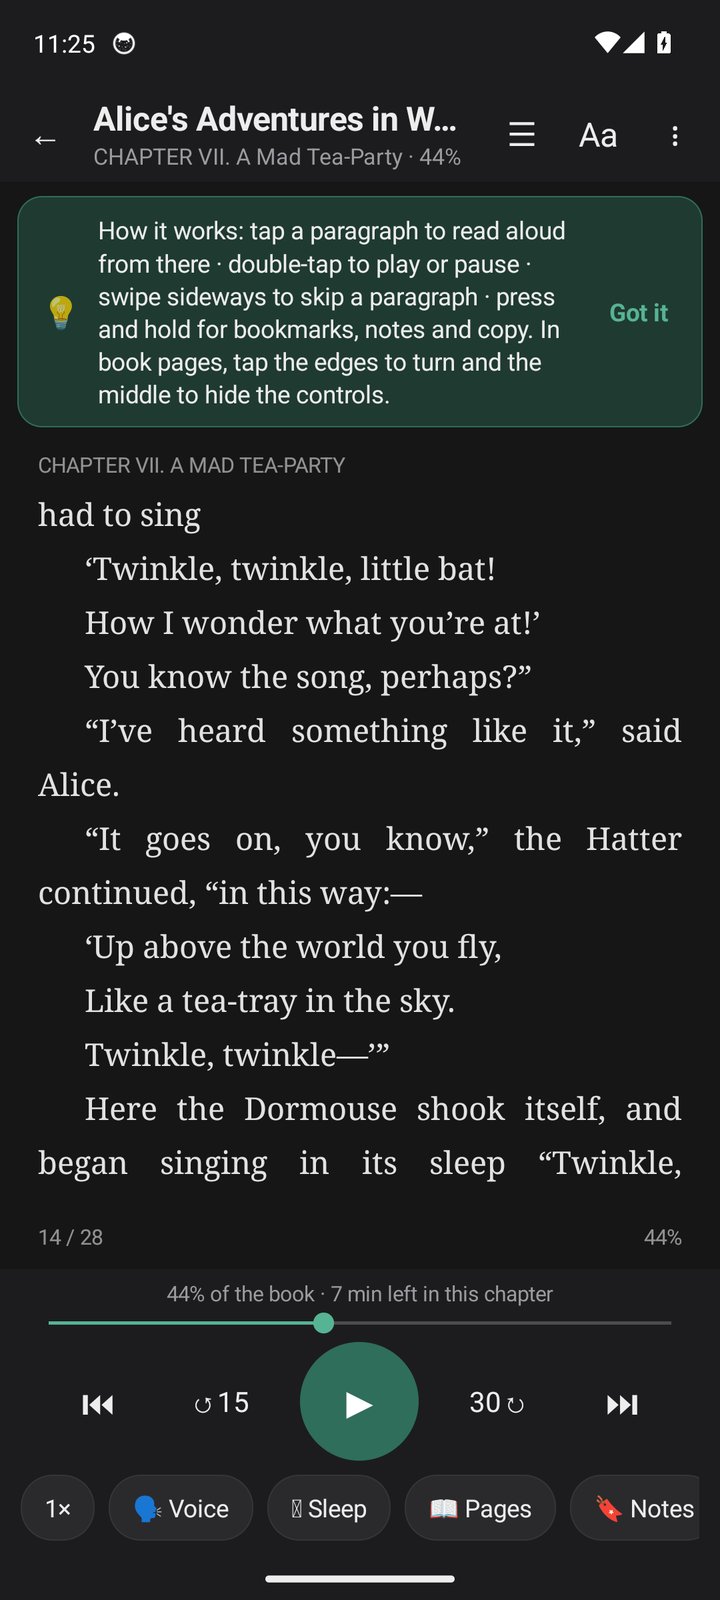 11:25
Alice's Adventures in W...
CHAPTER VII. A Mad Tea-Party · 44%
Aa
How it works: tap a paragraph to read aloud
from there · double-tap to play or pause ·
swipe sideways to skip a paragraph · press
and hold for bookmarks, notes and copy. In
book pages, tap the edges to turn and the
middle to hide the controls.
Got it
CHAPTER VII. A MAD TEA-PARTY
had to sing
‘Twinkle, twinkle, little bat!
How I wonder what you’re at!’
You know the song, perhaps?”
“I’ve heard something like it,” said
Alice.
“It goes on, you know,” the Hatter
continued, “in this way:—
‘Up above the world you fly,
Like a tea-tray in the sky.
Twinkle, twinkle—’”
Here the Dormouse shook itself, and
began singing in its sleep “Twinkle,
14 / 28 44%
44% of the book · 7 min left in this chapter
15 30
1× Voice Sleep Pages Notes